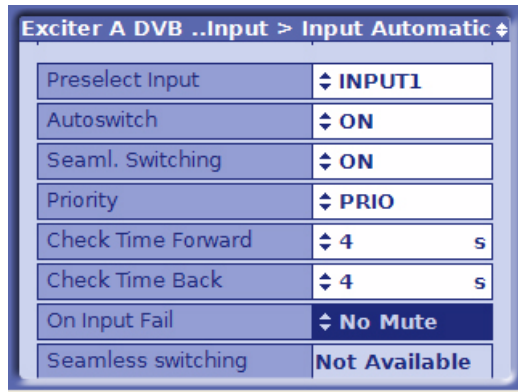 Exciter A DVB ..Input > Input Automatic
Preselect Input INPUT1
Autoswitch ON
Seaml. Switching ON
Priority PRIO
Check Time Forward 4 s
Check Time Back 4 s
On Input Fail No Mute
Seamless switching Not Available